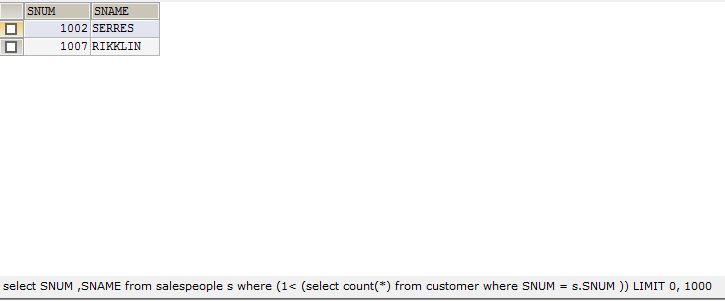 SNUM SNAME
1002 SERRES
1007 RIKKLIN
select SNUM ,SNAME from salespeople s where (1< (select count(*) from customer where SNUM = s.SNUM )) LIMIT 0, 1000